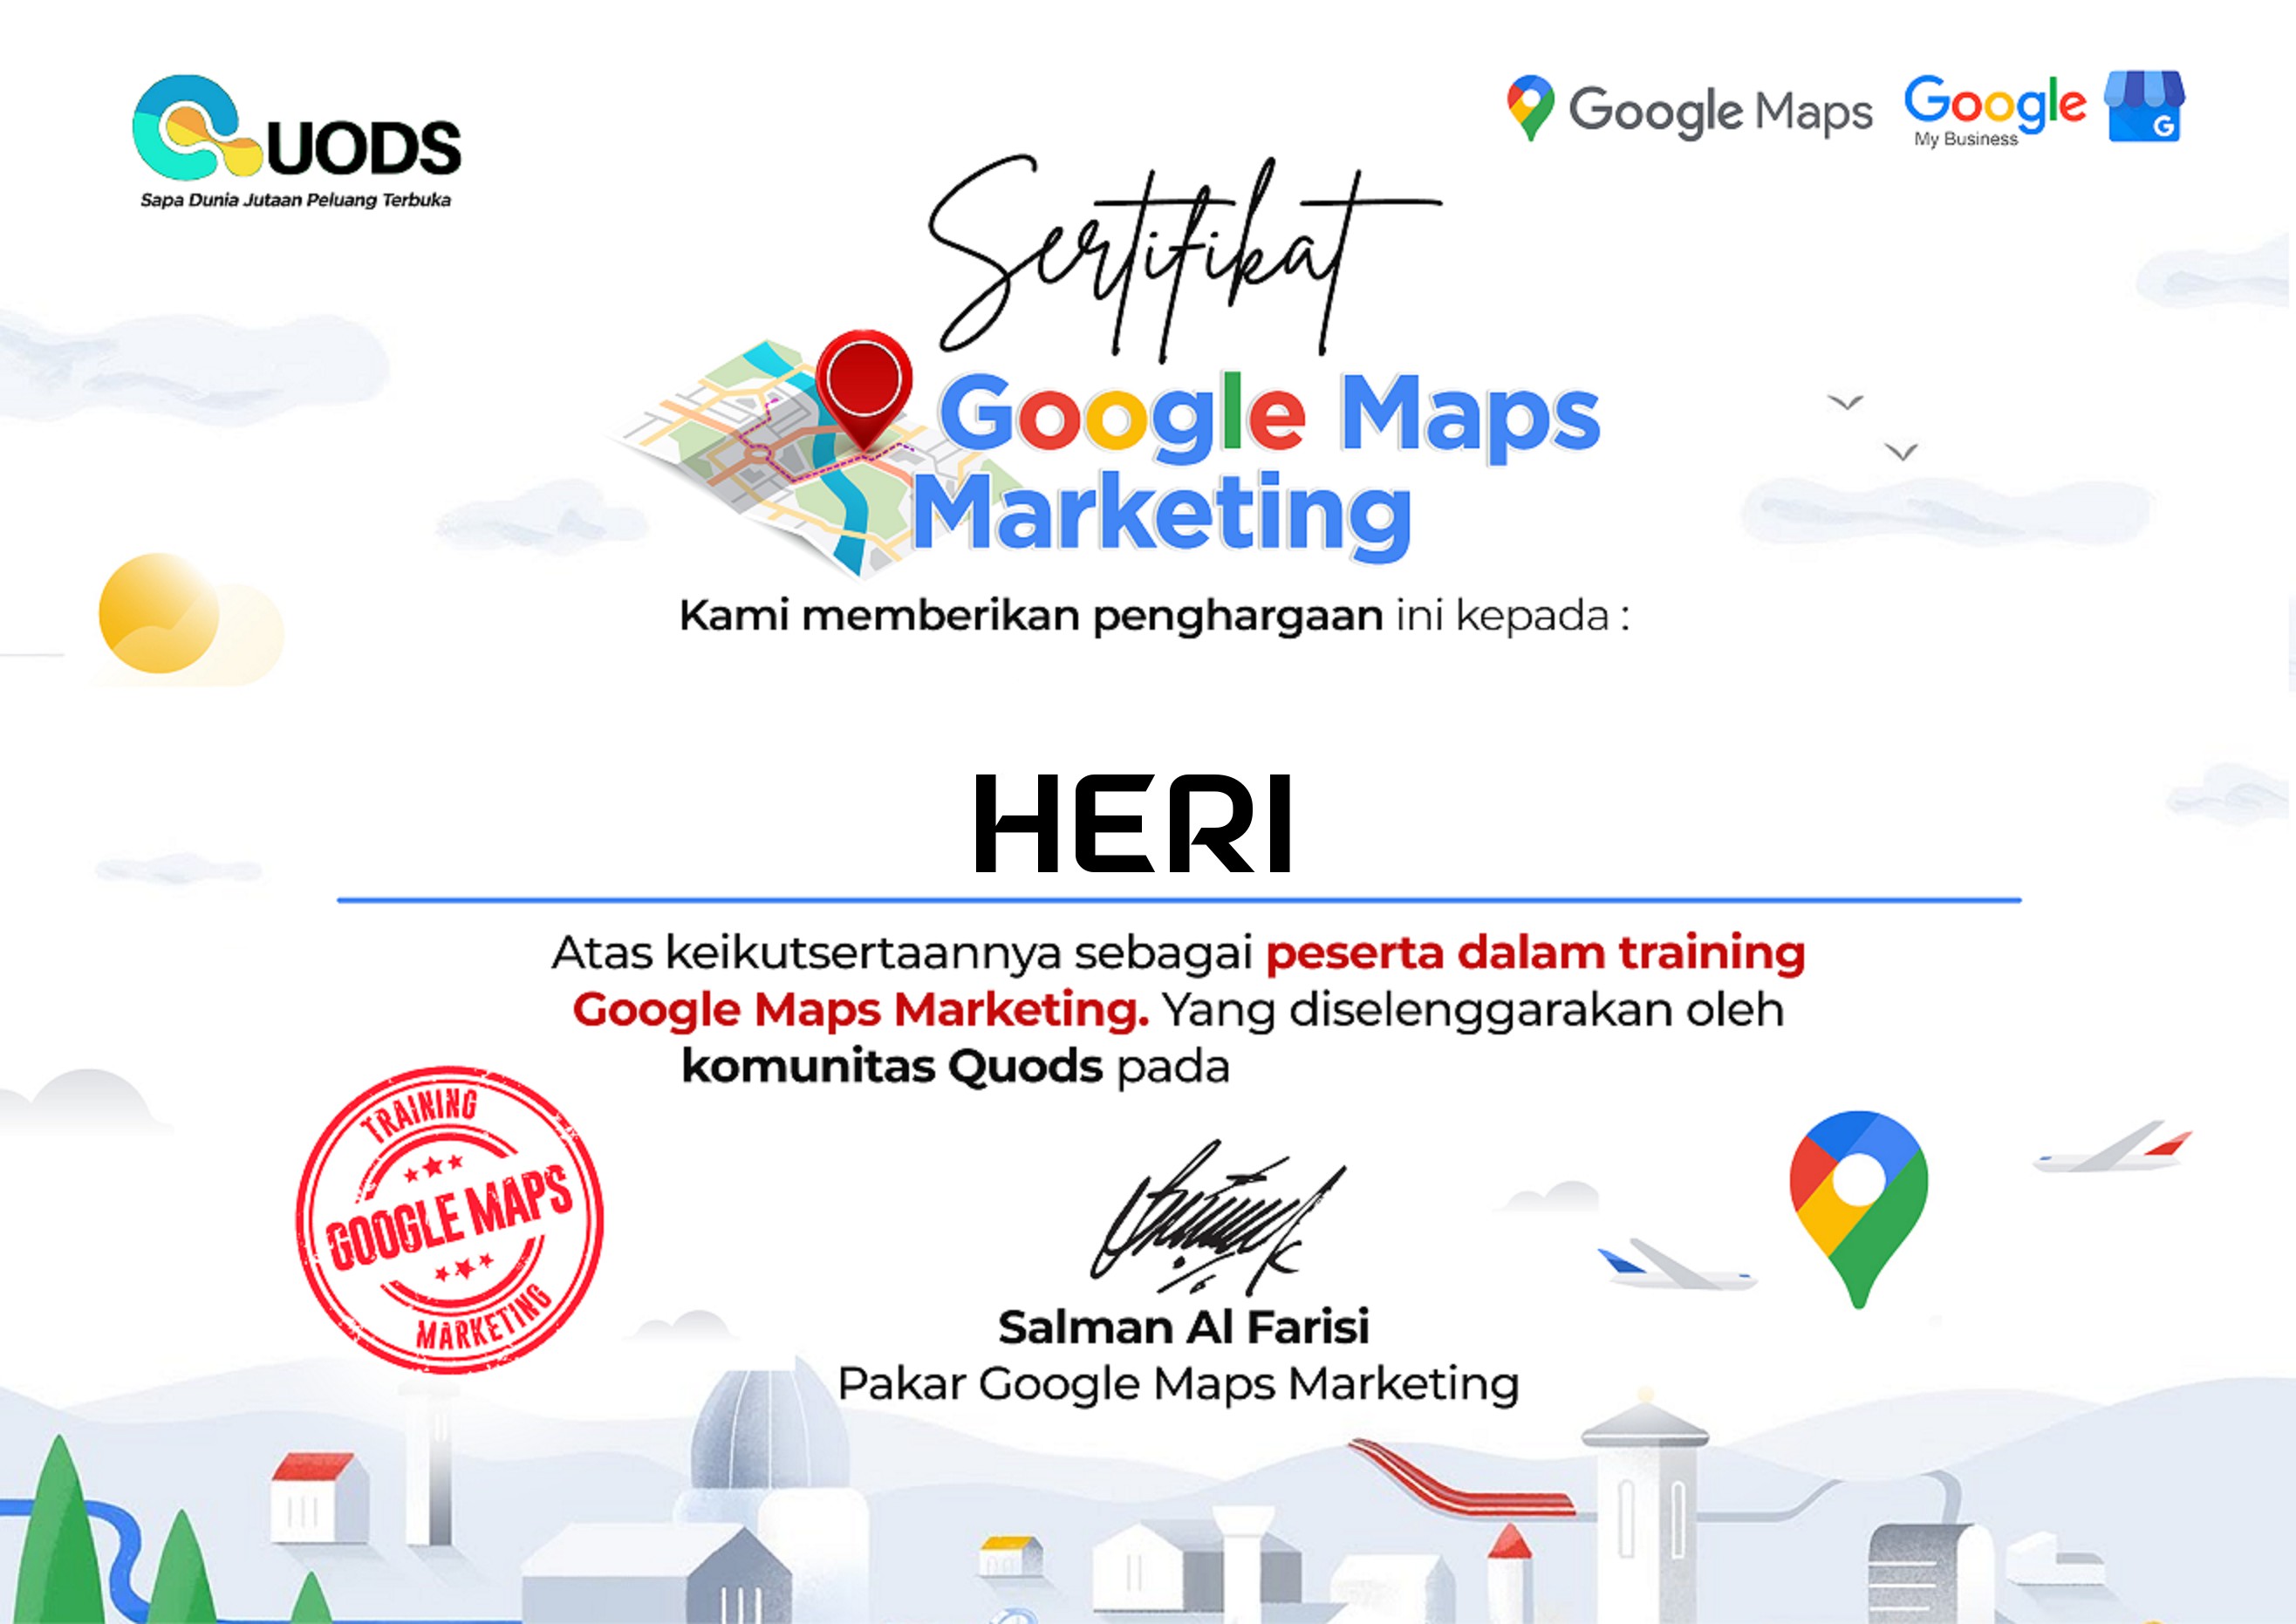 QUODS
Sapa Dunia Jutaan Peluang Terbuka
Google Maps
Google
My Business
G
Sertifikat
Google Maps
Marketing
Kami memberikan penghargaan ini kepada :
HERI
Atas keikutsertaannya sebagai peserta dalam training
Google Maps Marketing. Yang diselenggarakan oleh
komunitas Quods pada
TRAINING
GOOGLE MAPS
MARKETING
Salman Al Farisi
Pakar Google Maps Marketing